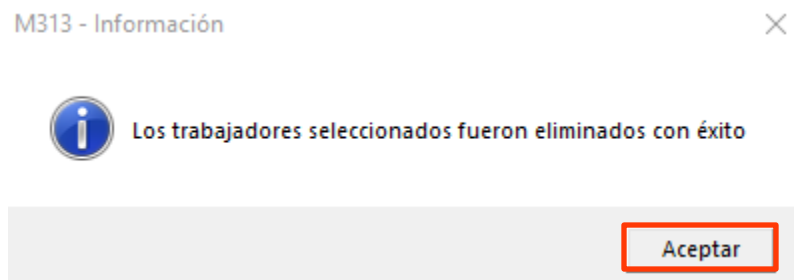 M313 - Información
Los trabajadores seleccionados fueron eliminados con éxito
Aceptar